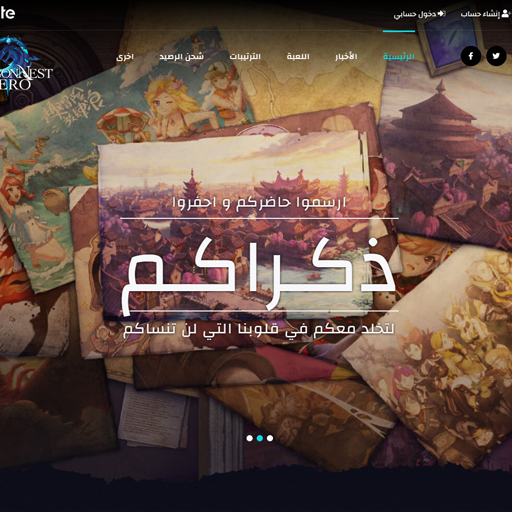 إنشاء حساب
دخول حسابي
te
الرئيسية
الأخبار
اللعبة
الترتيبات
شحن الرصيد
اخرى
NEST
ERO
ارسموا حاضركم و احفروا
ذكراكم
لتخلد معكم في قلوبنا التي لن تنساكم